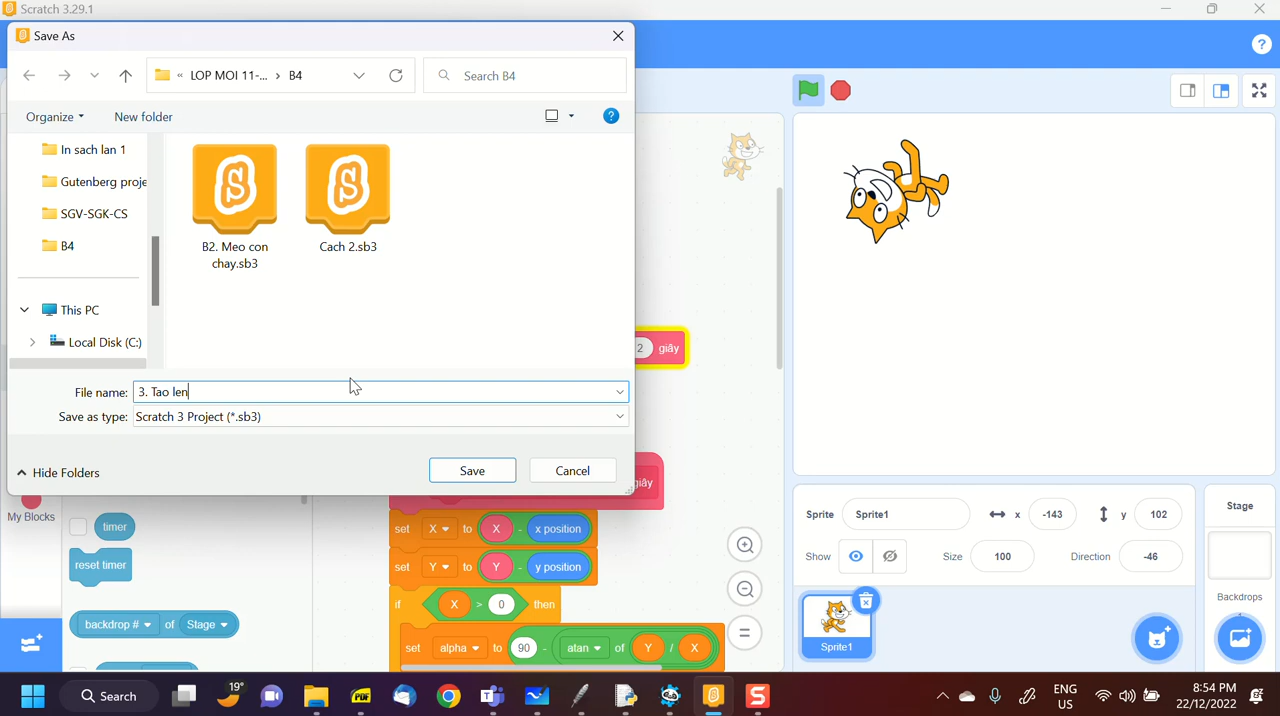 Scratch 3.29.1
Save As
« LOP MOI 11-... › B4
Search B4
Organize
New folder
In sach lan 1
Gutenberg proje
SGV-SGK-CS
B4
This PC
Local Disk (C:)
B2. Meo con
chay.sb3
Cach 2.sb3
File name: 3. Tao len
Save as type: Scratch 3 Project (*.sb3)
Hide Folders
Save
Cancel
2 giây
giây
My Blocks
timer
reset timer
backdrop # of Stage
set X to X - x position
set Y to Y - y position
if X > 0 then
set alpha to 90 - atan of Y / X
Sprite Sprite1 x -143 y 102
Show Size 100 Direction -46
Sprite1
Stage
Backdrops
19°
Search
PDF
ENG
US
8:54 PM
22/12/2022